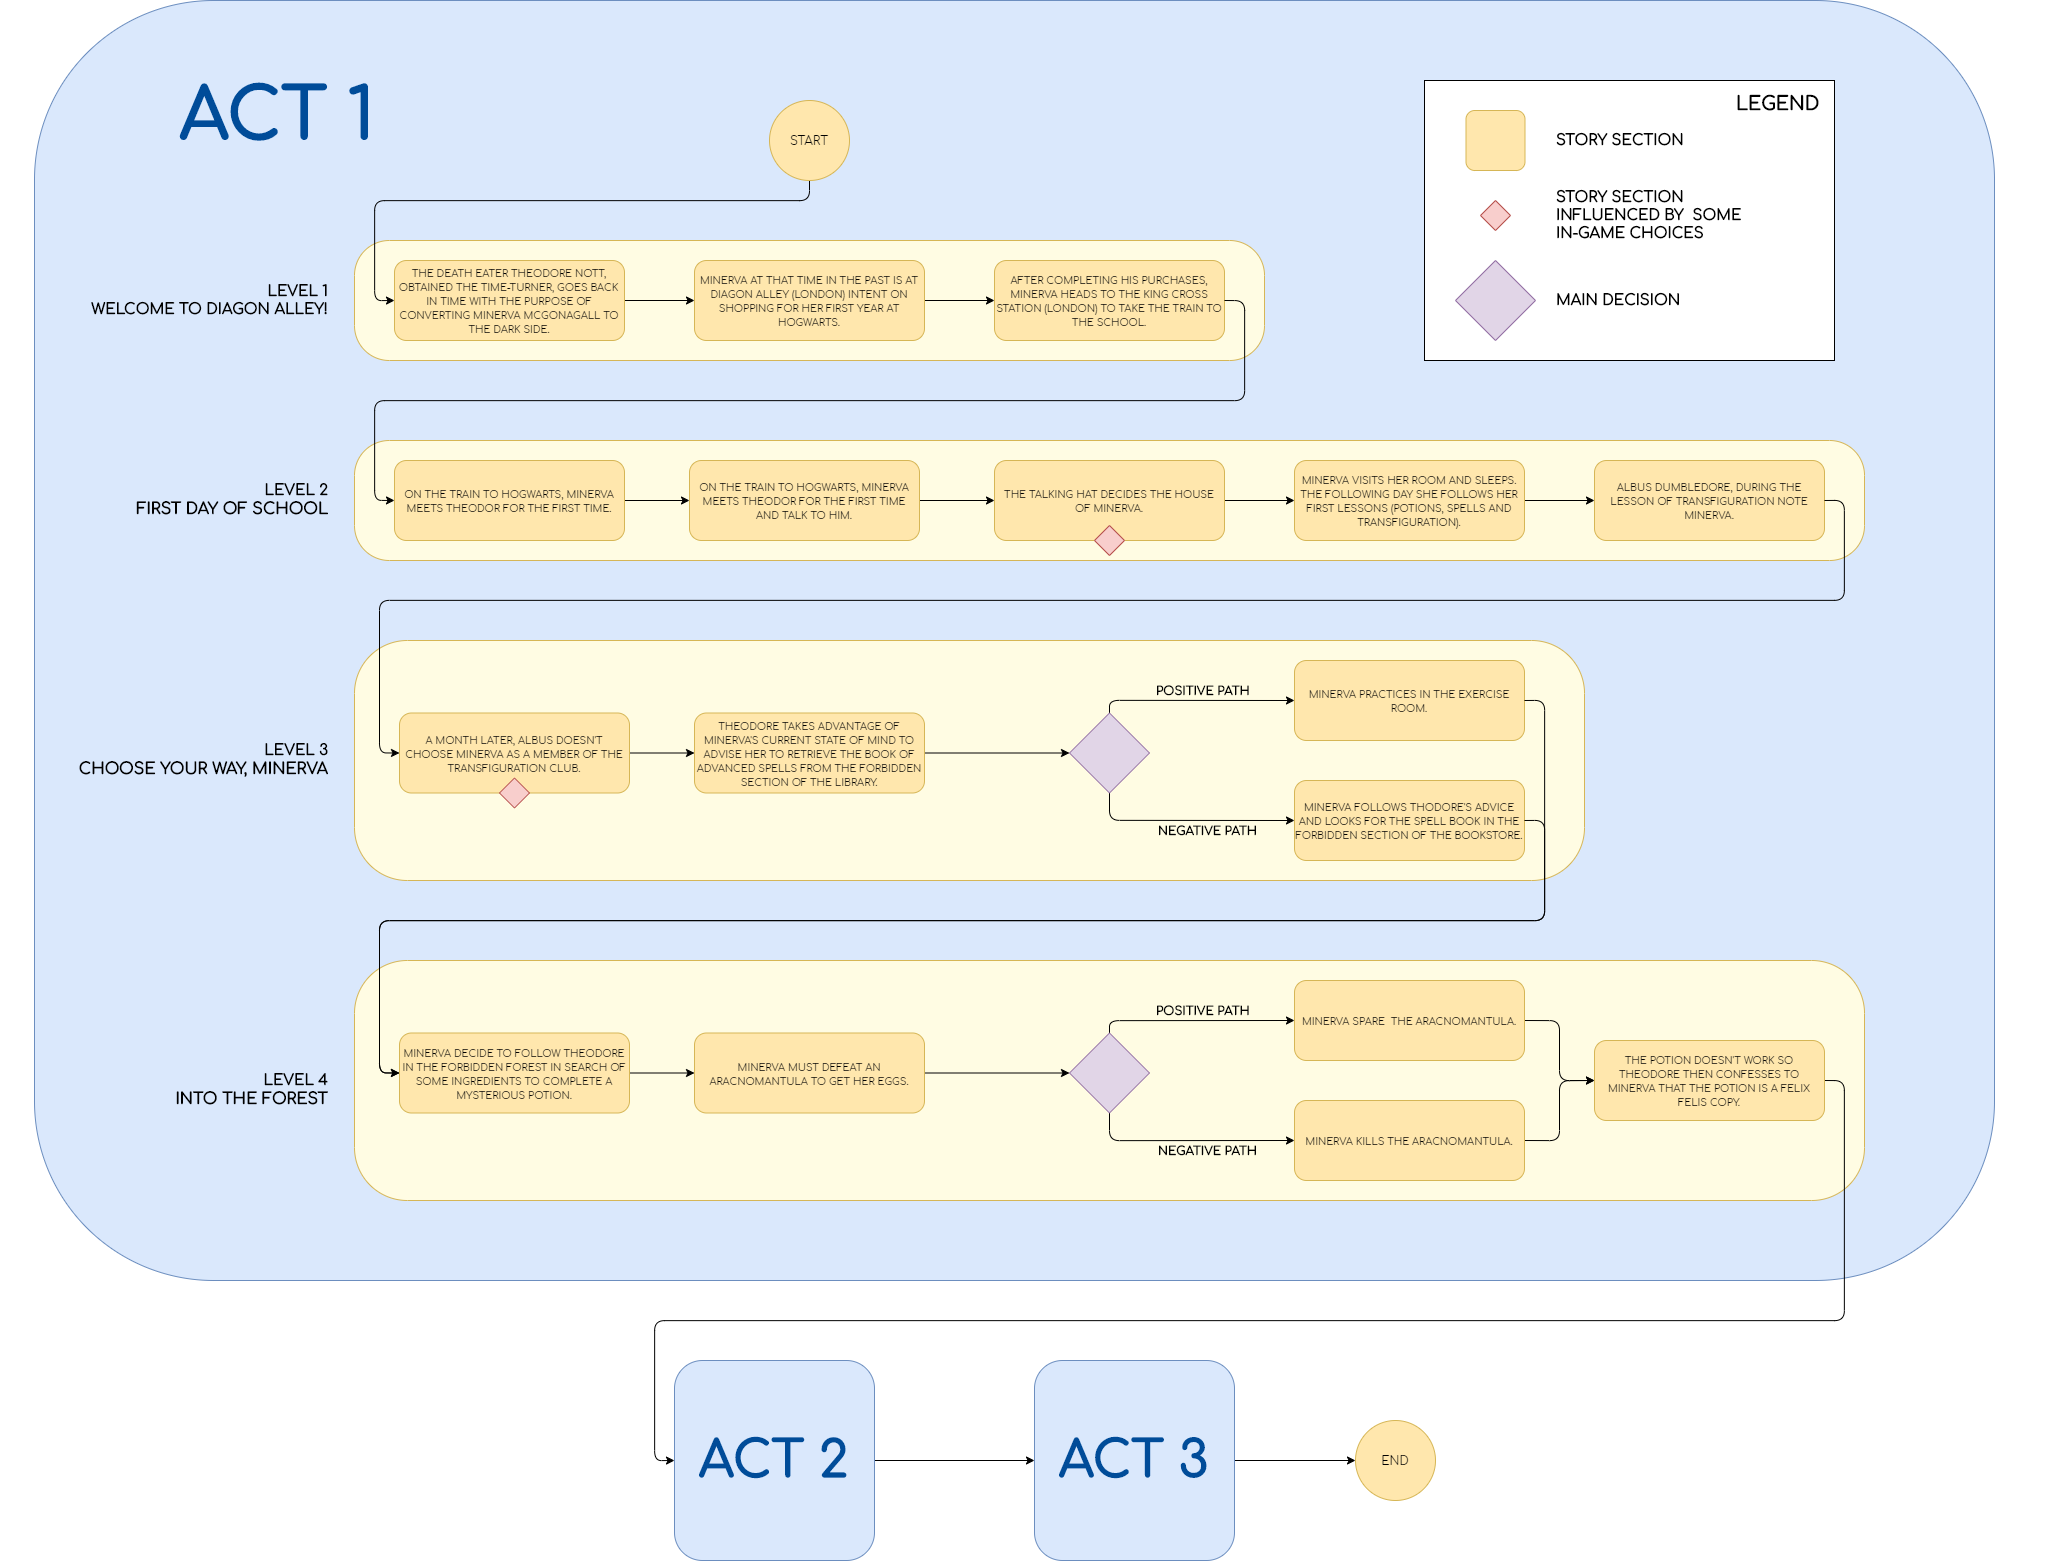 ACT 1
START
LEGEND
STORY SECTION
STORY SECTION
INFLUENCED BY  SOME
IN-GAME CHOICES
MAIN DECISION
LEVEL 1
WELCOME TO DIAGON ALLEY!
THE DEATH EATER THEODORE NOTT,
OBTAINED THE TIME-TURNER, GOES BACK
IN TIME WITH THE PURPOSE OF
CONVERTING MINERVA MCGONAGALL TO
THE DARK SIDE.
MINERVA AT THAT TIME IN THE PAST IS AT
DIAGON ALLEY (LONDON) INTENT ON
SHOPPING FOR HER FIRST YEAR AT
HOGWARTS.
AFTER COMPLETING HIS PURCHASES,
MINERVA HEADS TO THE KING CROSS
STATION (LONDON) TO TAKE THE TRAIN TO
THE SCHOOL.
LEVEL 2
FIRST DAY OF SCHOOL
ON THE TRAIN TO HOGWARTS, MINERVA
MEETS THEODOR FOR THE FIRST TIME.
ON THE TRAIN TO HOGWARTS, MINERVA
MEETS THEODOR FOR THE FIRST TIME
AND TALK TO HIM.
THE TALKING HAT DECIDES THE HOUSE
OF MINERVA.
MINERVA VISITS HER ROOM AND SLEEPS.
THE FOLLOWING DAY SHE FOLLOWS HER
FIRST LESSONS (POTIONS, SPELLS AND
TRANSFIGURATION).
ALBUS DUMBLEDORE, DURING THE
LESSON OF TRANSFIGURATION NOTE
MINERVA.
LEVEL 3
CHOOSE YOUR WAY, MINERVA
A MONTH LATER, ALBUS DOESN'T
CHOOSE MINERVA AS A MEMBER OF THE
TRANSFIGURATION CLUB.
THEODORE TAKES ADVANTAGE OF
MINERVA'S CURRENT STATE OF MIND TO
ADVISE HER TO RETRIEVE THE BOOK OF
ADVANCED SPELLS FROM THE FORBIDDEN
SECTION OF THE LIBRARY.
POSITIVE PATH
MINERVA PRACTICES IN THE EXERCISE
ROOM.
NEGATIVE PATH
MINERVA FOLLOWS THODORE'S ADVICE
AND LOOKS FOR THE SPELL BOOK IN THE
FORBIDDEN SECTION OF THE BOOKSTORE.
LEVEL 4
INTO THE FOREST
MINERVA DECIDE TO FOLLOW THEODORE
IN THE FORBIDDEN FOREST IN SEARCH OF
SOME INGREDIENTS TO COMPLETE A
MYSTERIOUS POTION.
MINERVA MUST DEFEAT AN
ARACNOMANTULA TO GET HER EGGS.
POSITIVE PATH
MINERVA SPARE  THE ARACNOMANTULA.
NEGATIVE PATH
MINERVA KILLS THE ARACNOMANTULA.
THE POTION DOESN'T WORK SO
THEODORE THEN CONFESSES TO
MINERVA THAT THE POTION IS A FELIX
FELIS COPY.
ACT 2
ACT 3
END